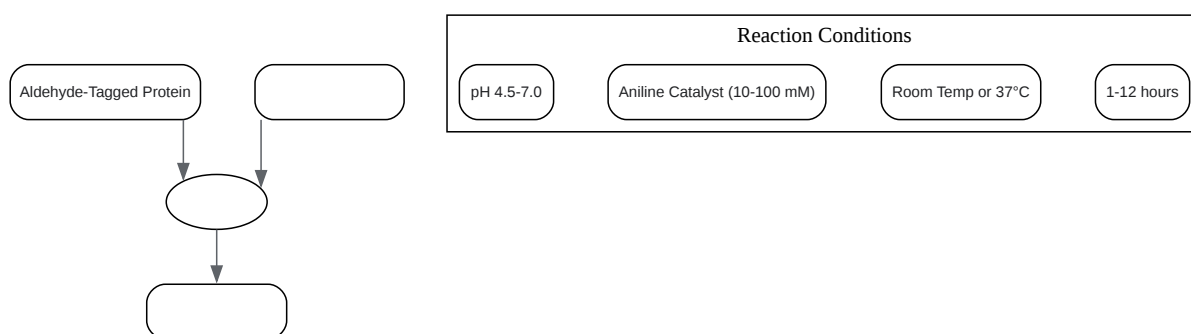 Reaction Conditions
Aldehyde-Tagged Protein
pH 4.5-7.0
Aniline Catalyst (10-100 mM)
Room Temp or 37°C
1-12 hours